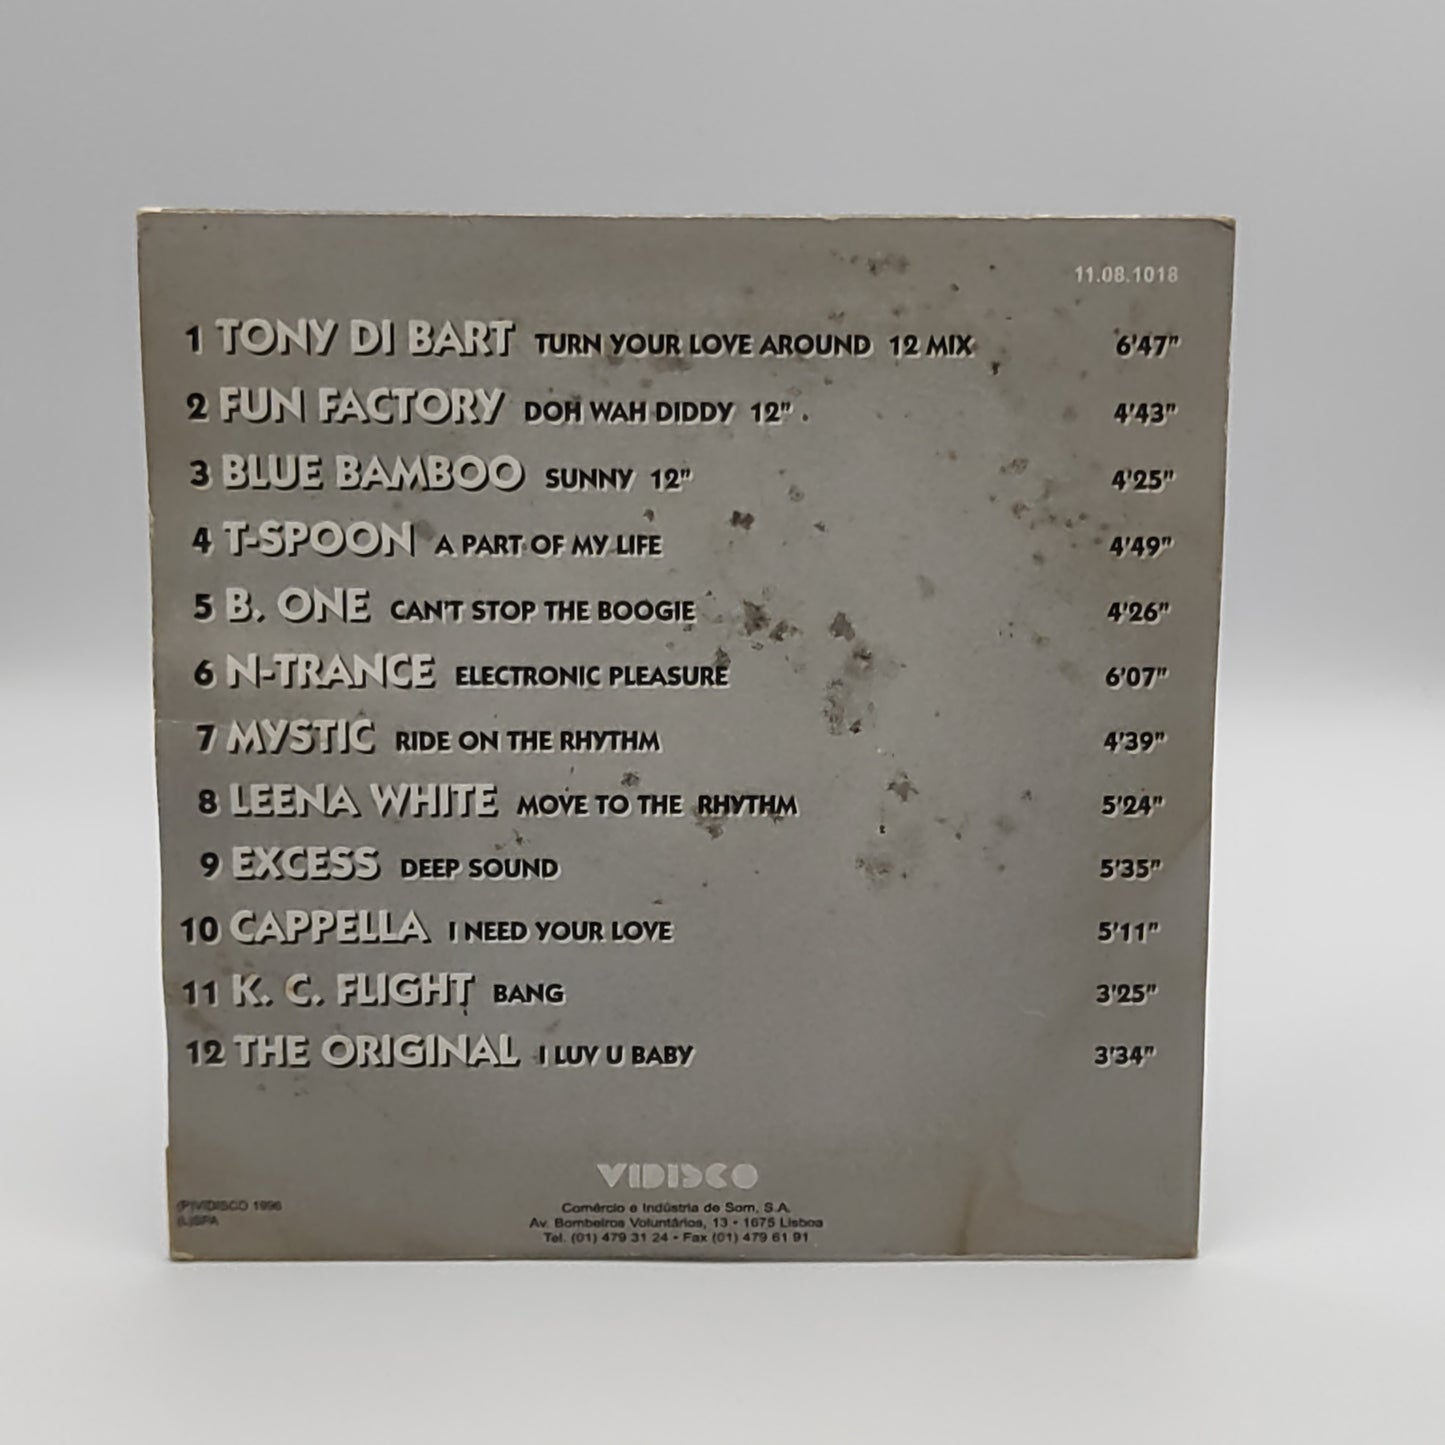 11.08.1018
1 TONY DI BART TURN YOUR LOVE AROUND 12 MIX 6'47"
2 FUN FACTORY DOH WAH DIDDY 12" . 4'43"
3 BLUE BAMBOO SUNNY 12" 4'25"
4 T-SPOON A PART OF MY LIFE 4'49"
5 B. ONE CAN'T STOP THE BOOGIE 4'26"
6 N-TRANCE ELECTRONIC PLEASURE 6'07"
7 MYSTIC RIDE ON THE RHYTHM 4'39"
8 LEENA WHITE MOVE TO THE RHYTHM 5'24"
9 EXCESS DEEP SOUND 5'35"
10 CAPPELLA I NEED YOUR LOVE 5'11"
11 K. C. FLIGHT BANG 3'25"
12 THE ORIGINAL I LUV U BABY 3'34"
VIDISCO
(P)VIDISCO 1996
(L)SPA
Comércio e Indústria de Som, S.A.
Av. Bombeiros Voluntários, 13 • 1675 Lisboa
Tel. (01) 479 31 24 • Fax (01) 479 61 91